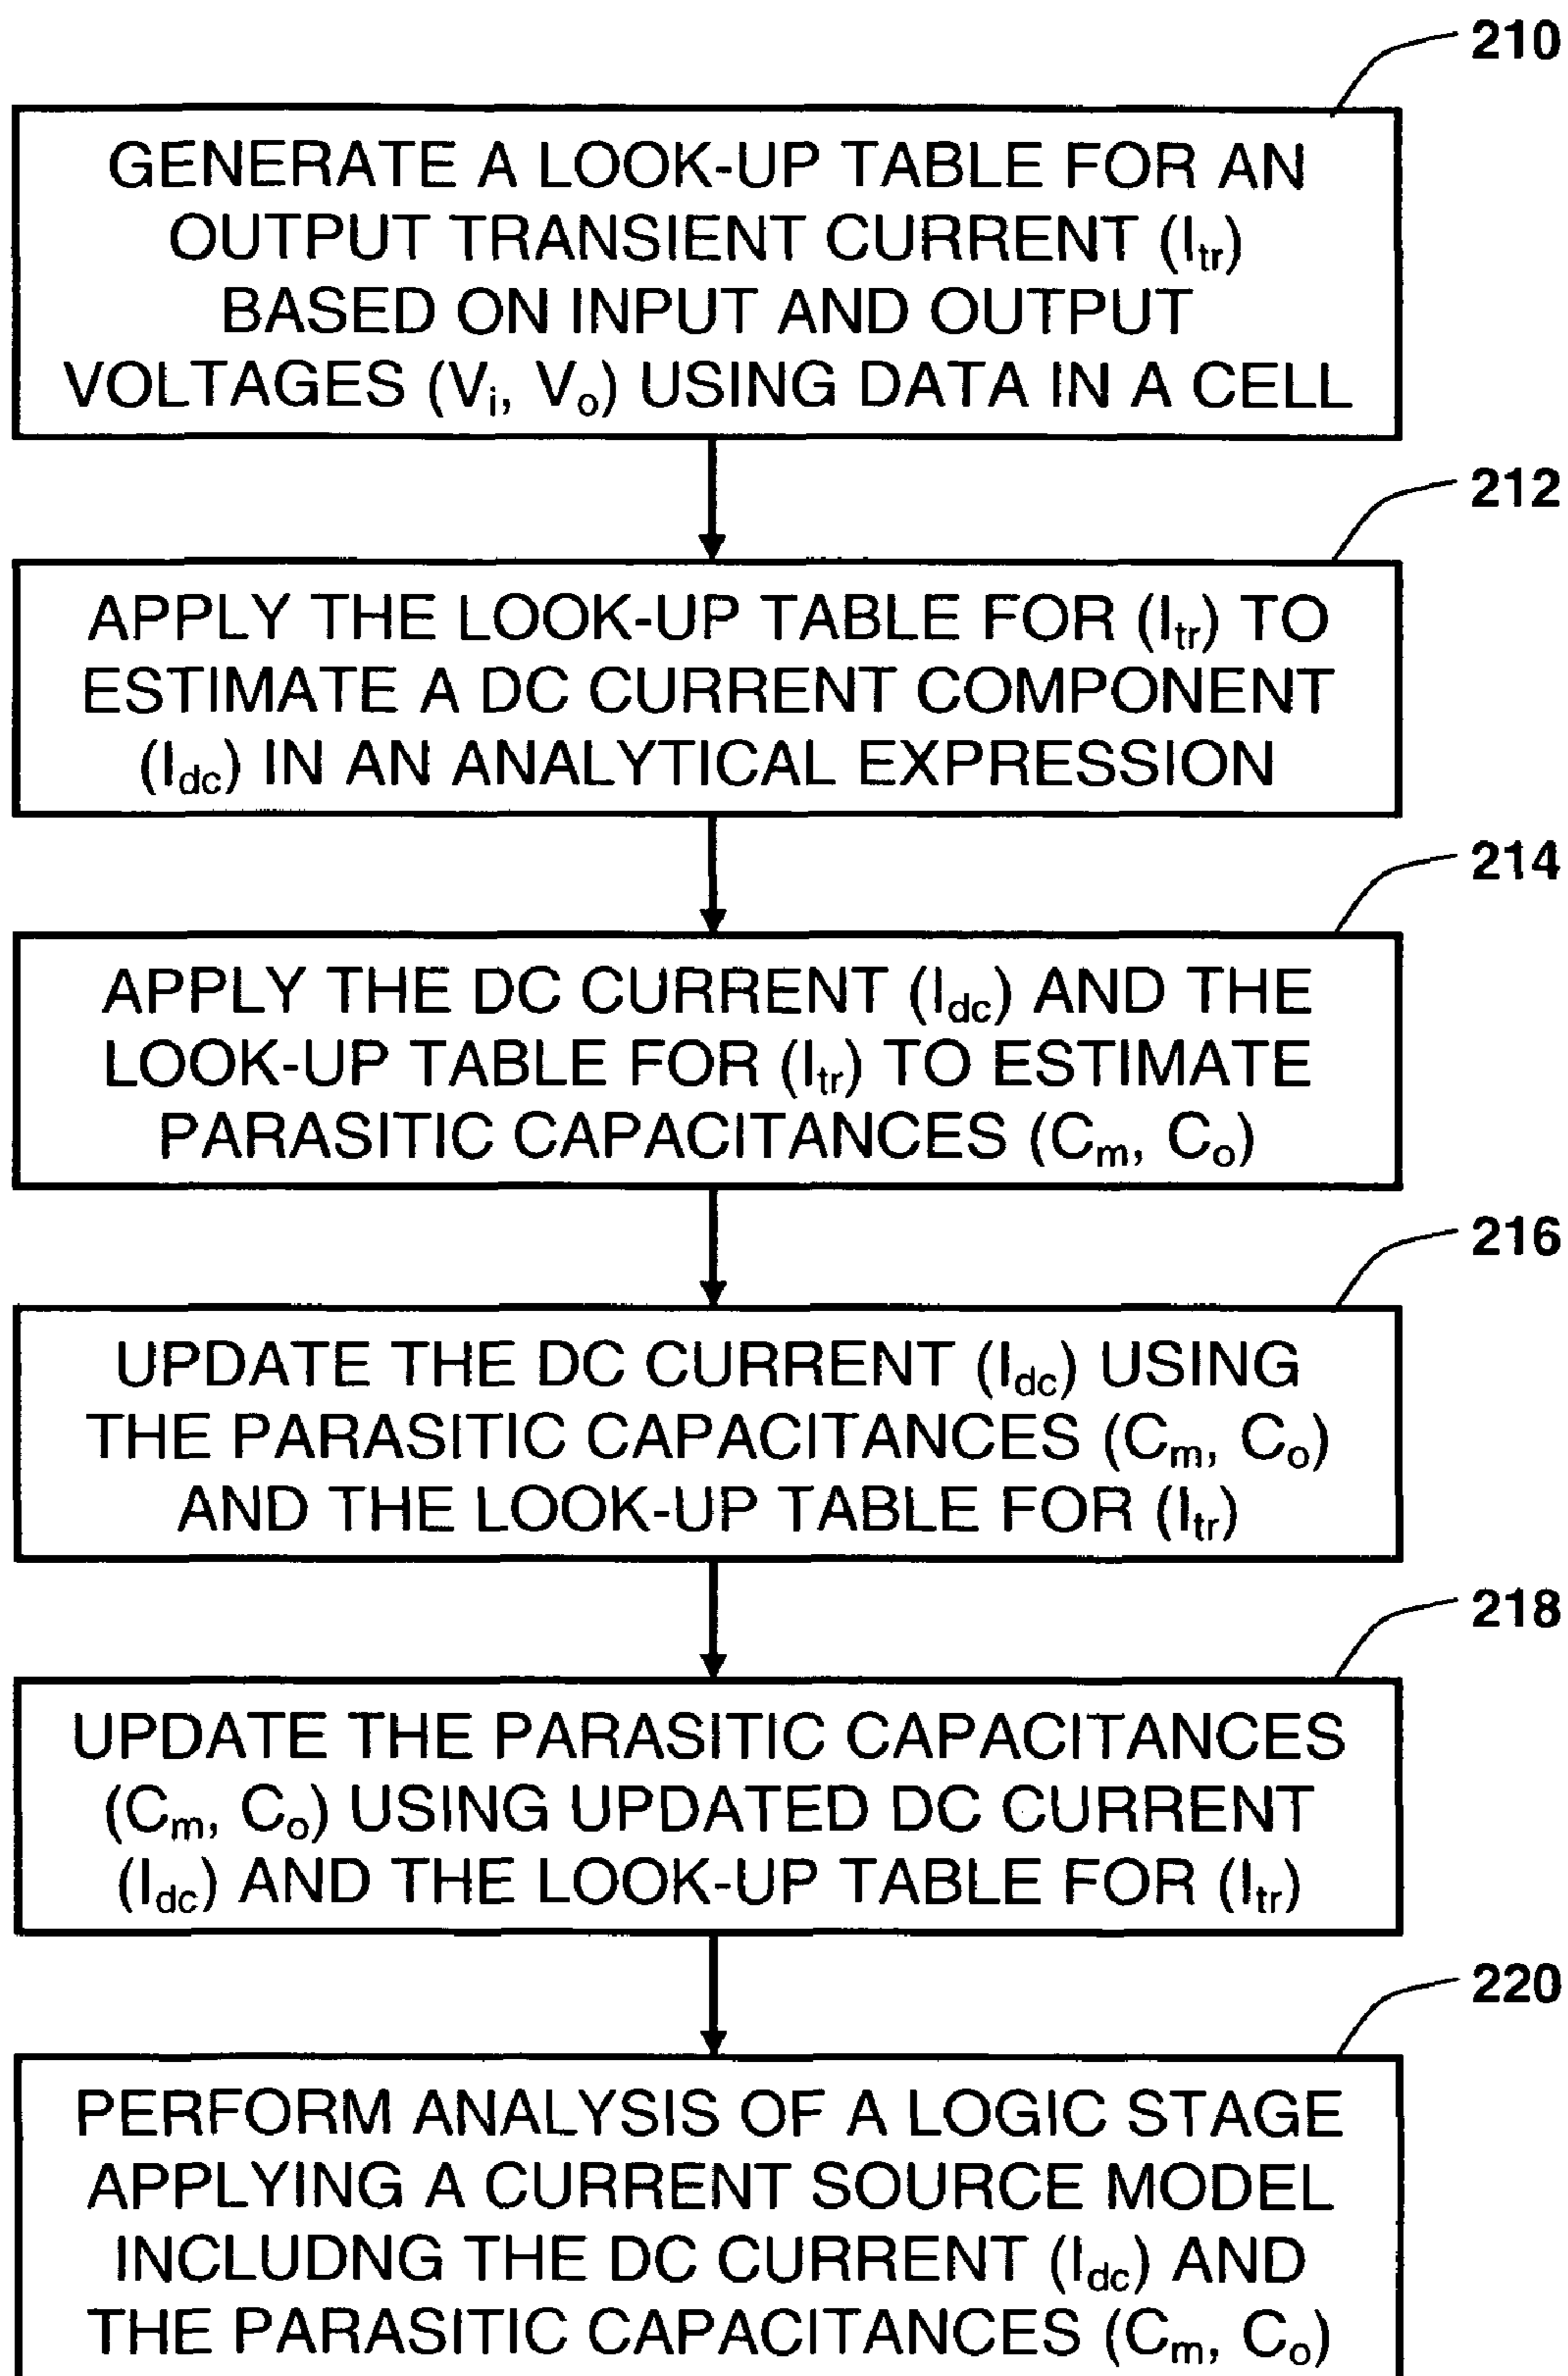 210
GENERATE A LOOK-UP TABLE FOR AN
OUTPUT TRANSIENT CURRENT (Itr)
BASED ON INPUT AND OUTPUT
VOLTAGES (Vi, Vo) USING DATA IN A CELL
212
APPLY THE LOOK-UP TABLE FOR (Itr) TO
ESTIMATE A DC CURRENT COMPONENT
(Idc) IN AN ANALYTICAL EXPRESSION
214
APPLY THE DC CURRENT (Idc) AND THE
LOOK-UP TABLE FOR (Itr) TO ESTIMATE
PARASITIC CAPACITANCES (Cm, Co)
216
UPDATE THE DC CURRENT (Idc) USING
THE PARASITIC CAPACITANCES (Cm, Co)
AND THE LOOK-UP TABLE FOR (Itr)
218
UPDATE THE PARASITIC CAPACITANCES
(Cm, Co) USING UPDATED DC CURRENT
(Idc) AND THE LOOK-UP TABLE FOR (Itr)
220
PERFORM ANALYSIS OF A LOGIC STAGE
APPLYING A CURRENT SOURCE MODEL
INCLUDNG THE DC CURRENT (Idc) AND
THE PARASITIC CAPACITANCES (Cm, Co)